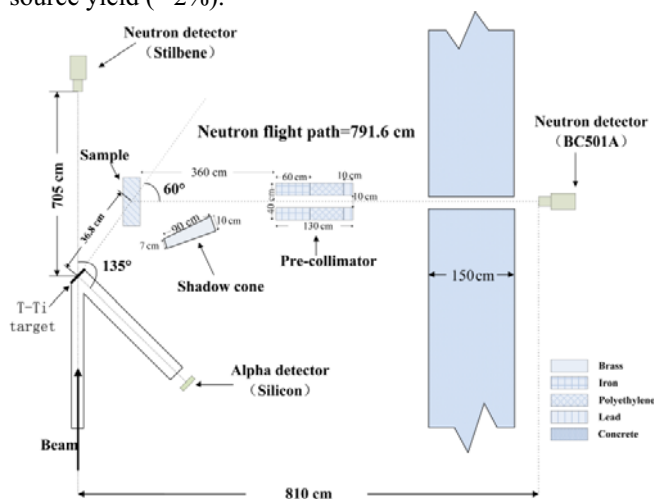 source yield (~2%).
Neutron detector
(Stilbene)
Neutron flight path=791.6 cm
Neutron detector
(BC501A)
Sample
705 cm
360 cm
60°
60 cm
10 cm
40 cm
10 cm
130 cm
36.8 cm
90 cm
10 cm
7 cm
Pre-collimator
Shadow cone
135°
150cm
T-Ti
target
Alpha detector
(Silicon)
Beam
Brass
Iron
Polyethylene
Lead
Concrete
810 cm